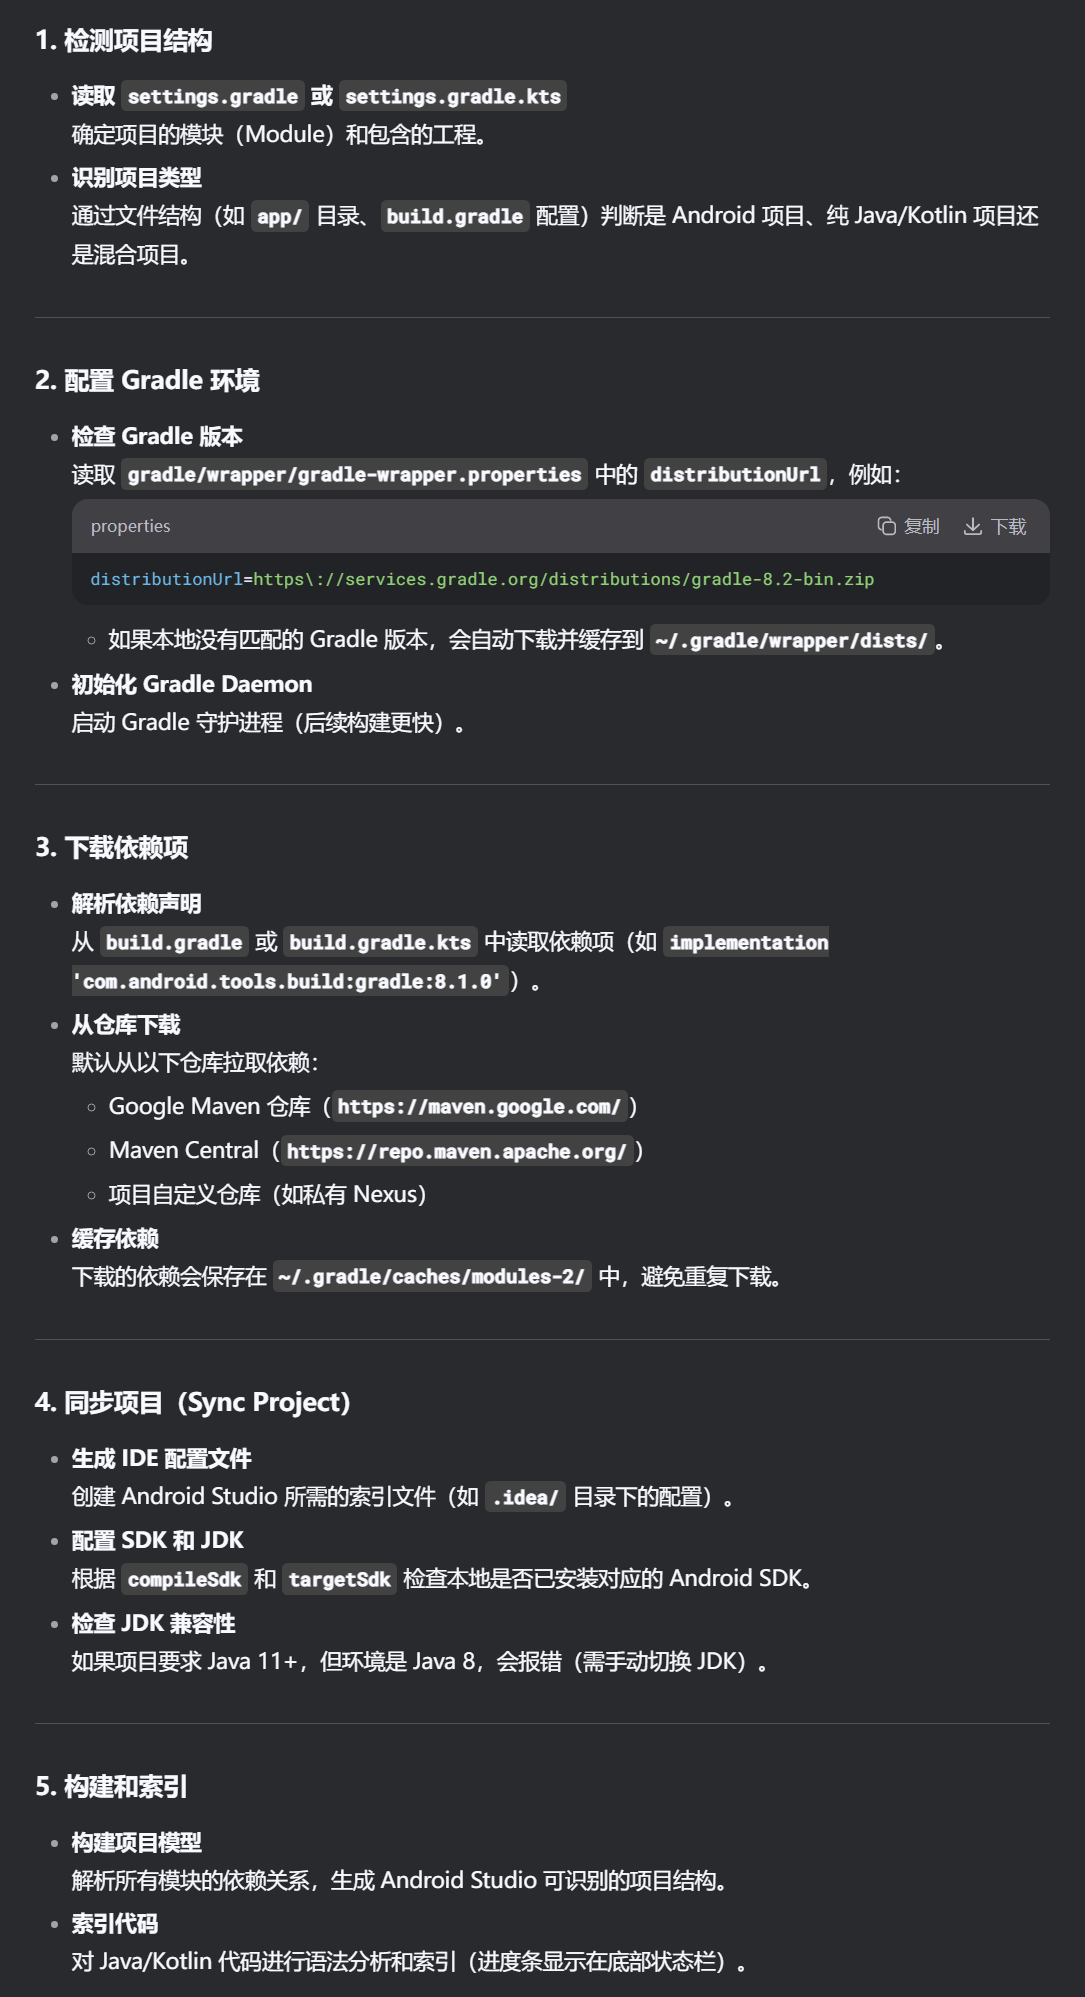 1. 检测项目结构
读取 settings.gradle 或 settings.gradle.kts
确定项目的模块（Module）和包含的工程。
识别项目类型
通过文件结构（如 app/ 目录、build.gradle 配置）判断是 Android 项目、纯 Java/Kotlin 项目还
是混合项目。
2. 配置 Gradle 环境
检查 Gradle 版本
读取 gradle/wrapper/gradle-wrapper.properties 中的 distributionUrl，例如：
properties 复制 下载
distributionUrl=https\://services.gradle.org/distributions/gradle-8.2-bin.zip
如果本地没有匹配的 Gradle 版本，会自动下载并缓存到 ~/.gradle/wrapper/dists/。
初始化 Gradle Daemon
启动 Gradle 守护进程（后续构建更快）。
3. 下载依赖项
解析依赖声明
从 build.gradle 或 build.gradle.kts 中读取依赖项（如 implementation
'com.android.tools.build:gradle:8.1.0'）。
从仓库下载
默认从以下仓库拉取依赖：
Google Maven 仓库（https://maven.google.com/）
Maven Central（https://repo.maven.apache.org/）
项目自定义仓库（如私有 Nexus）
缓存依赖
下载的依赖会保存在 ~/.gradle/caches/modules-2/ 中，避免重复下载。
4. 同步项目（Sync Project）
生成 IDE 配置文件
创建 Android Studio 所需的索引文件（如 .idea/ 目录下的配置）。
配置 SDK 和 JDK
根据 compileSdk 和 targetSdk 检查本地是否已安装对应的 Android SDK。
检查 JDK 兼容性
如果项目要求 Java 11+，但环境是 Java 8，会报错（需手动切换 JDK）。
5. 构建和索引
构建项目模型
解析所有模块的依赖关系，生成 Android Studio 可识别的项目结构。
索引代码
对 Java/Kotlin 代码进行语法分析和索引（进度条显示在底部状态栏）。